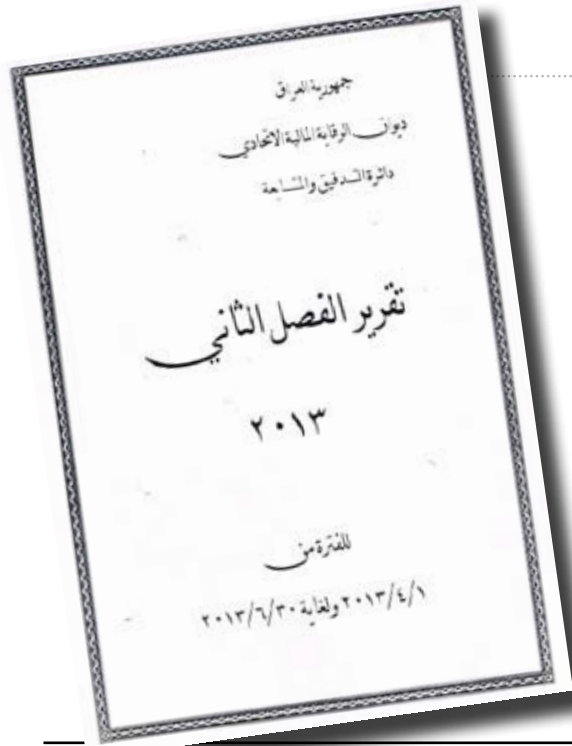 جمهورية العراق
ديوان الرقابة المالية الاتحادي
دائرة التدقيق والمتابعة
تقرير الفصل الثاني
٢٠١٣
للفترة من
٢٠١٣/٤/١ ولغاية ٢٠١٣/٦/٣٠